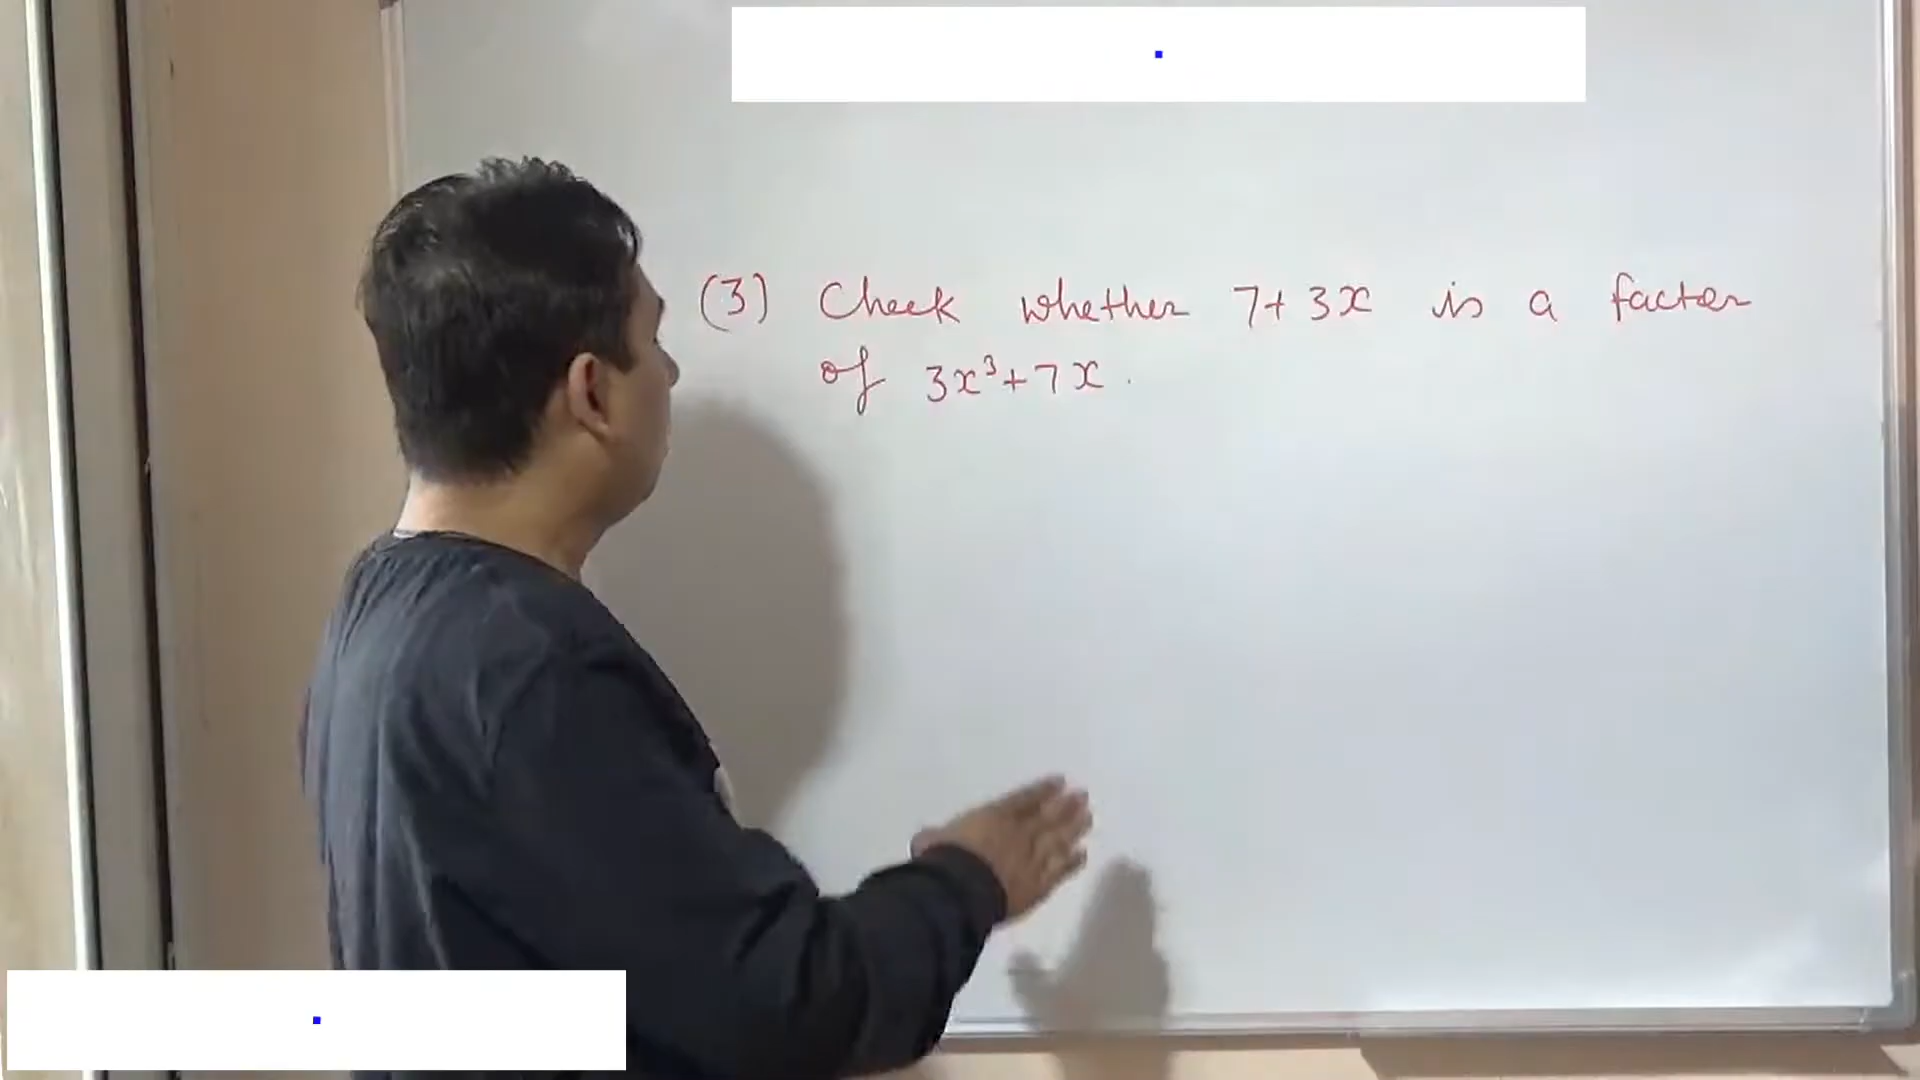 (3) Check whether 7+3x is a factor
of 3x³+7x.